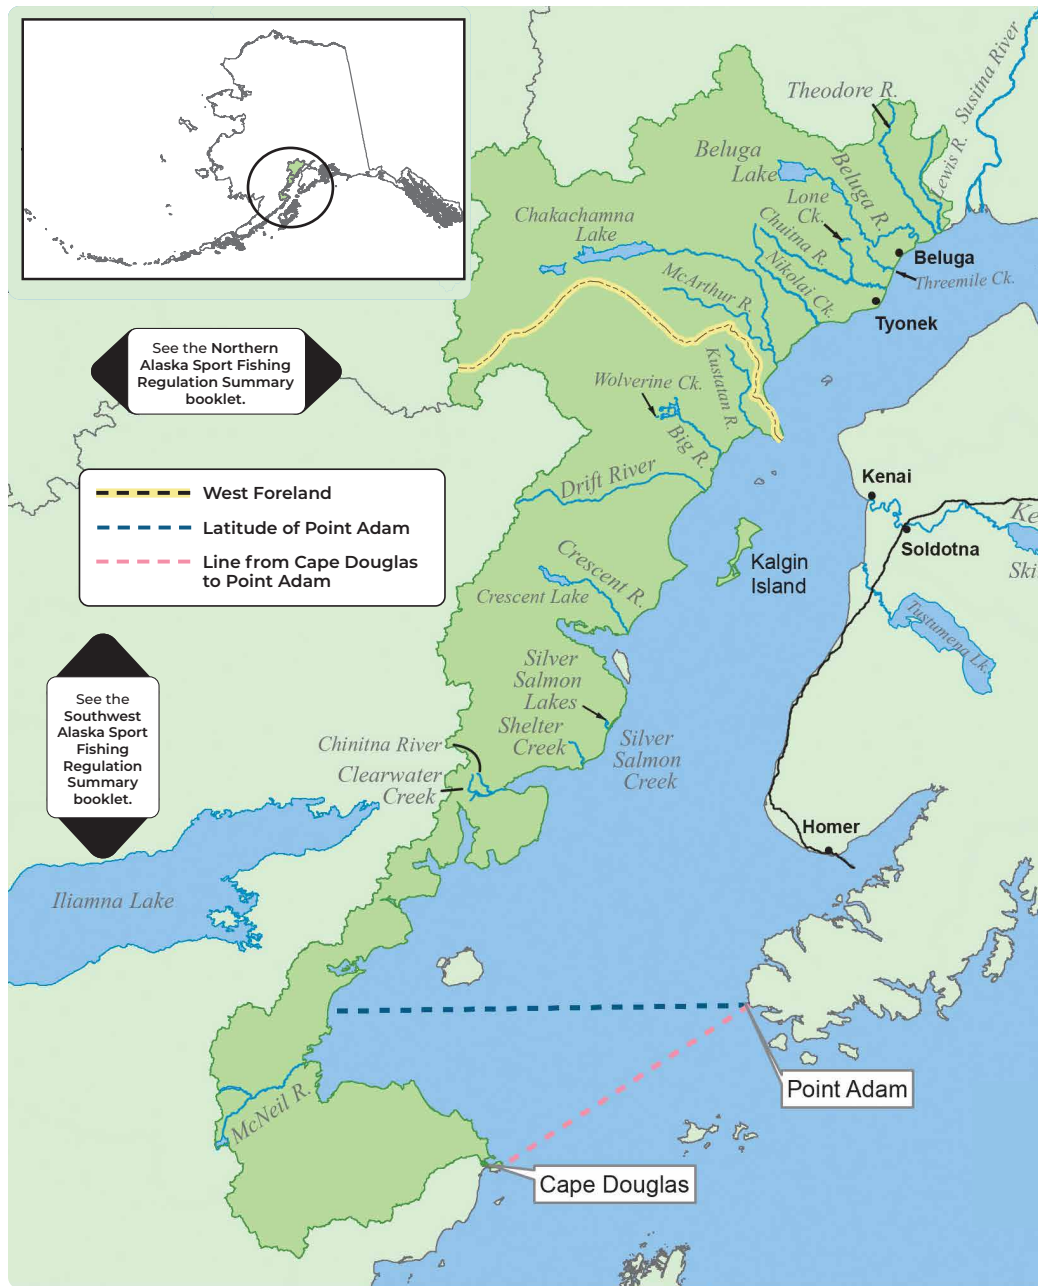 Theodore R.
Susitna River
Beluga
Lake
Beluga R.
Lewis R.
Lone
Ck.
Chakachamna
Lake
Chuitna R.
Nikolai Ck.
Beluga
Threemile Ck.
McArthur R.
Tyonek
See the Northern
Alaska Sport Fishing
Regulation Summary
booklet.
Kustatan R.
Wolverine Ck.
Big R.
West Foreland
Latitude of Point Adam
Line from Cape Douglas
to Point Adam
Drift River
Kenai
Ke
Soldotna
Ski
Kalgin
Island
Crescent R.
Crescent Lake
Tustumena Lk.
See the
Southwest
Alaska Sport
Fishing
Regulation
Summary
booklet.
Silver
Salmon
Lakes
Shelter
Creek
Silver
Salmon
Creek
Chinitna River
Clearwater
Creek
Homer
Iliamna Lake
Point Adam
McNeil R.
Cape Douglas